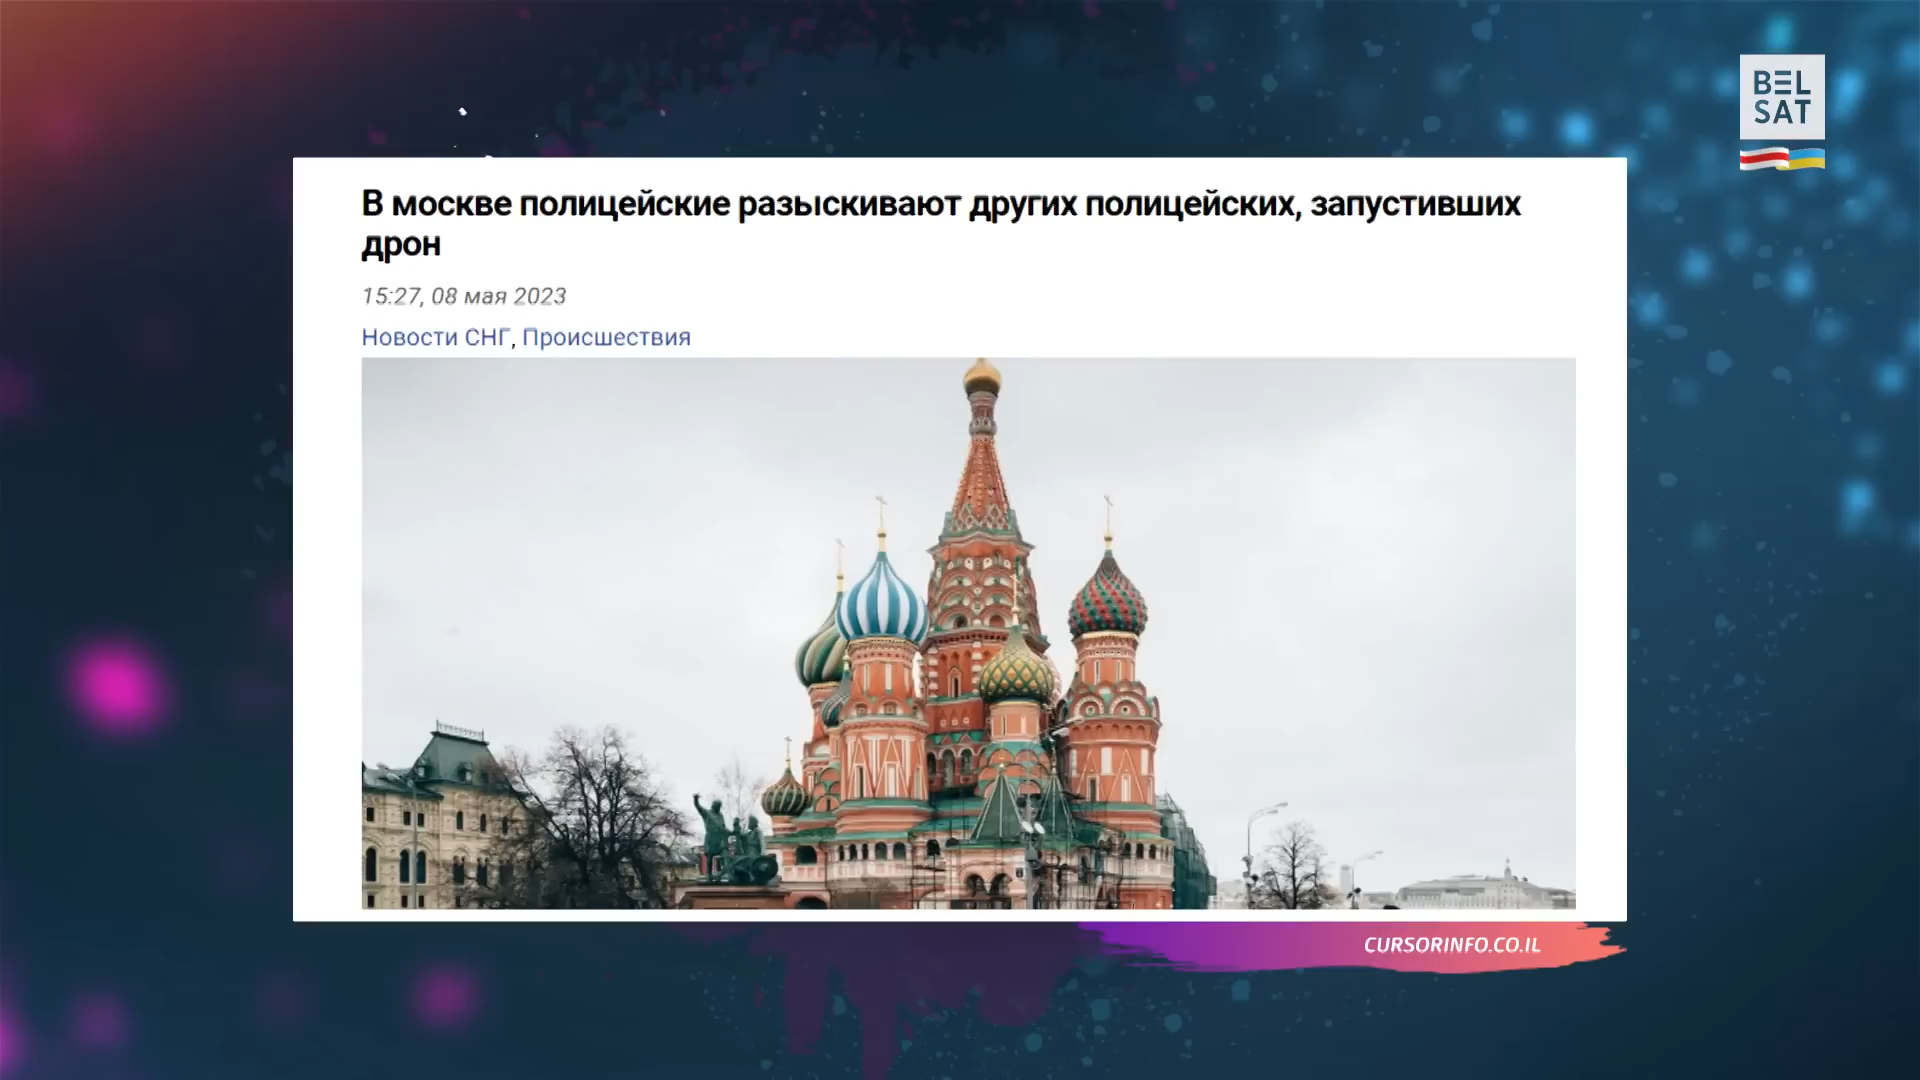 BEL
SAT
В москве полицейские разыскивают других полицейских, запустивших
дрон
15:27, 08 мая 2023
Новости СНГ, Происшествия
CURSORINFO.CO.IL